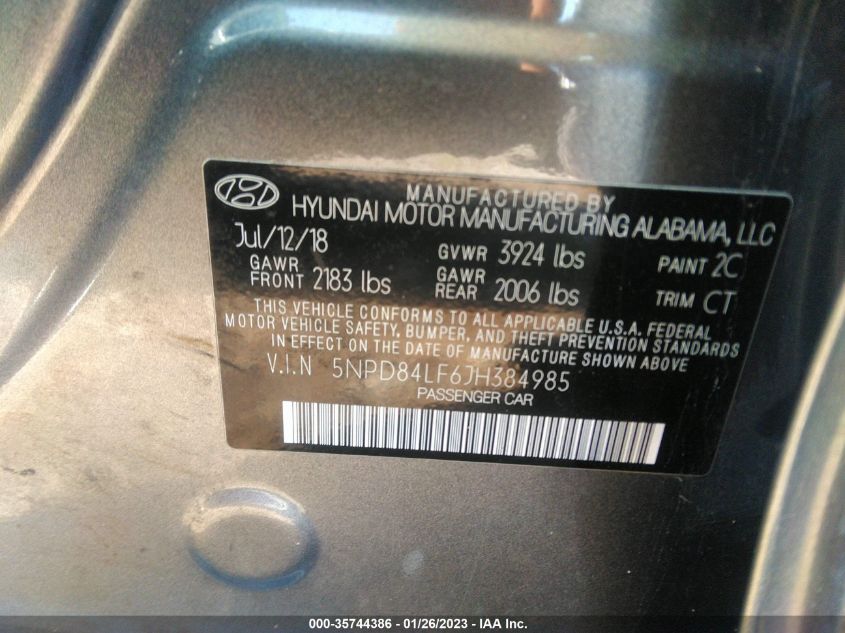 MANUFACTURED BY
HYUNDAI MOTOR MANUFACTURING ALABAMA, LLC
Jul/12/18 GVWR 3924 lbs PAINT 2C
GAWR FRONT 2183 lbs GAWR REAR 2006 lbs TRIM CT
THIS VEHICLE CONFORMS TO ALL APPLICABLE U.S.A. FEDERAL
MOTOR VEHICLE SAFETY, BUMPER, AND THEFT PREVENTION STANDARDS
IN EFFECT ON THE DATE OF MANUFACTURE SHOWN ABOVE
V.I.N 5NPD84LF6JH384985
PASSENGER CAR
000-35744386 - 01/26/2023 - IAA Inc.